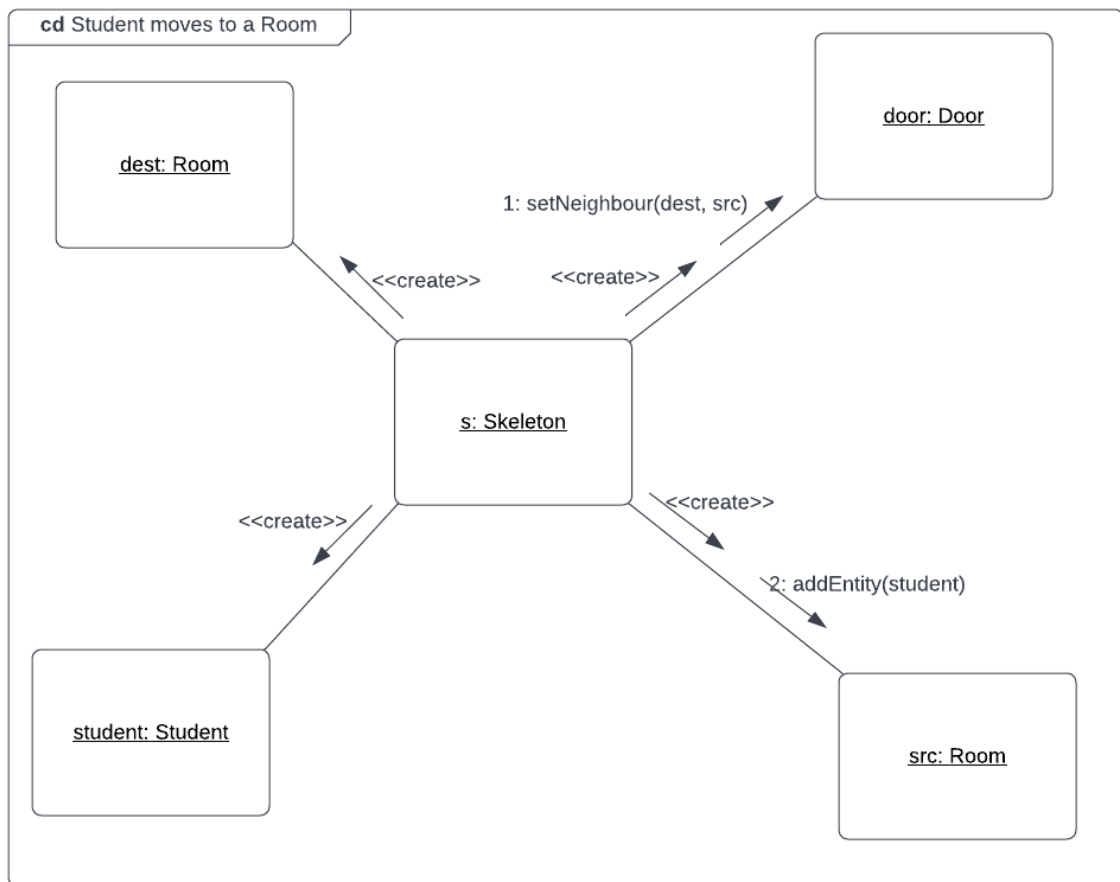 cd Student moves to a Room
door: Door
dest: Room
1: setNeighbour(dest, src)
<<create>>
<<create>>
s: Skeleton
<<create>>
<<create>>
2: addEntity(student)
student: Student
src: Room